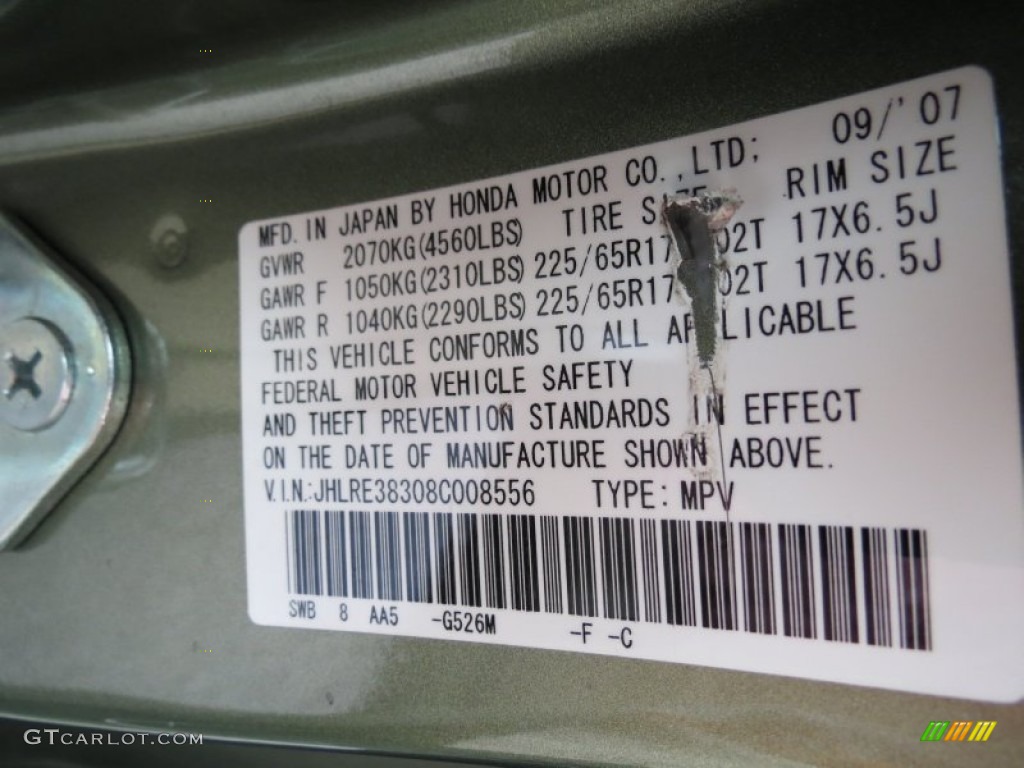 MFD. IN JAPAN BY HONDA MOTOR CO.,LTD; 09/'07
GVWR 2070KG(4560LBS) TIRE RIM SIZE
GAWR F 1050KG(2310LBS) 225/65R17 02T 17X6.5J
GAWR R 1040KG(2290LBS) 225/65R17 02T 17X6.5J
THIS VEHICLE CONFORMS TO ALL A LICABLE
FEDERAL MOTOR VEHICLE SAFETY
AND THEFT PREVENTION STANDARDS IN EFFECT
ON THE DATE OF MANUFACTURE SHOWN ABOVE.
V.I.N.:JHLRE38308C008556 TYPE: MPV
SWB 8 AA5 -G526M -F -C
GTCARLOT.COM